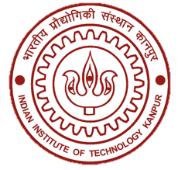 भारतीय प्रौद्योगिकी संस्थान कानपुर
INDIAN INSTITUTE OF TECHNOLOGY KANPUR